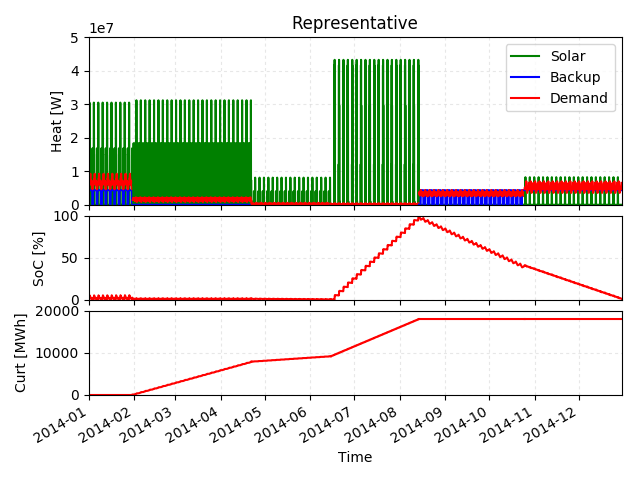 Representative
1e7
5
4
3
2
1
0
Heat [W]
Solar
Backup
Demand
100
50
0
SoC [%]
20000
10000
0
Curt [MWh]
2014-01
2014-02
2014-03
2014-04
2014-05
2014-06
2014-07
2014-08
2014-09
2014-10
2014-11
2014-12
Time